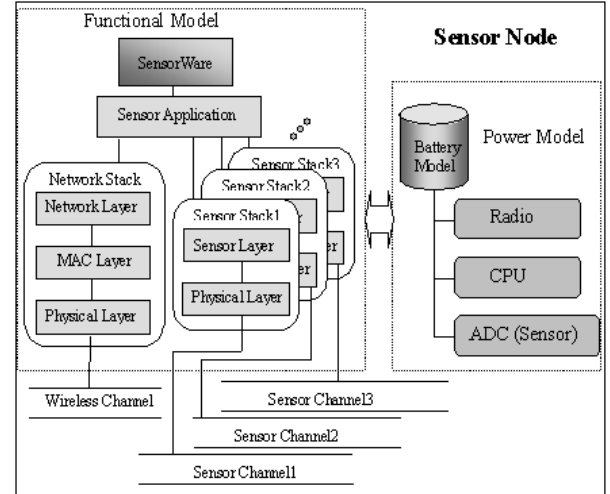 Functional Model
Sensor Node
SensorWare
Sensor Application
Network Stack
Network Layer
MAC Layer
Physical Layer
Sensor Stack3
er
Sensor Stack2
er
Sensor Stack1
Sensor Layer
Physical Layer
Battery
Model
Power Model
Radio
CPU
ADC (Sensor)
Wireless Channel
Sensor Channel3
Sensor Channel2
Sensor Channel1